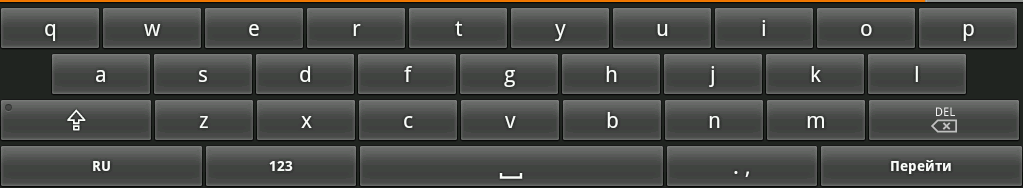 q w e r t y u i o p
a s d f g h j k l
z x c v b n m DEL
RU 123 . , Перейти